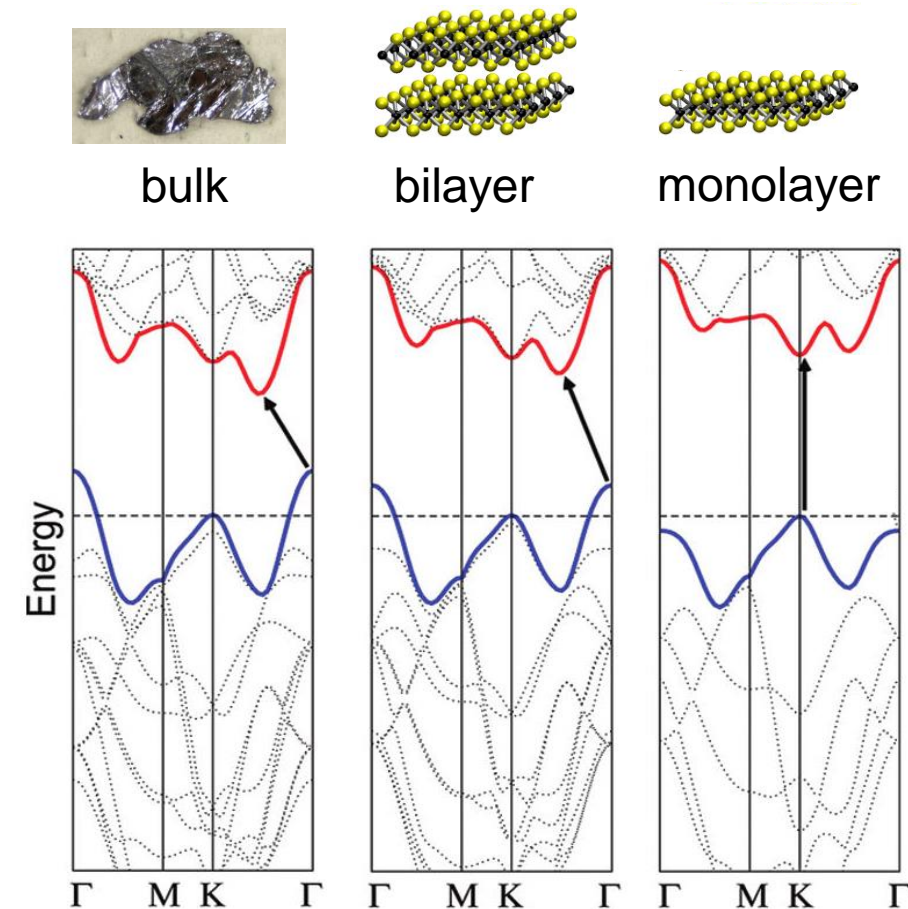 bulk
bilayer
monolayer
Energy
Γ M K Γ
Γ M K Γ
Γ M K Γ